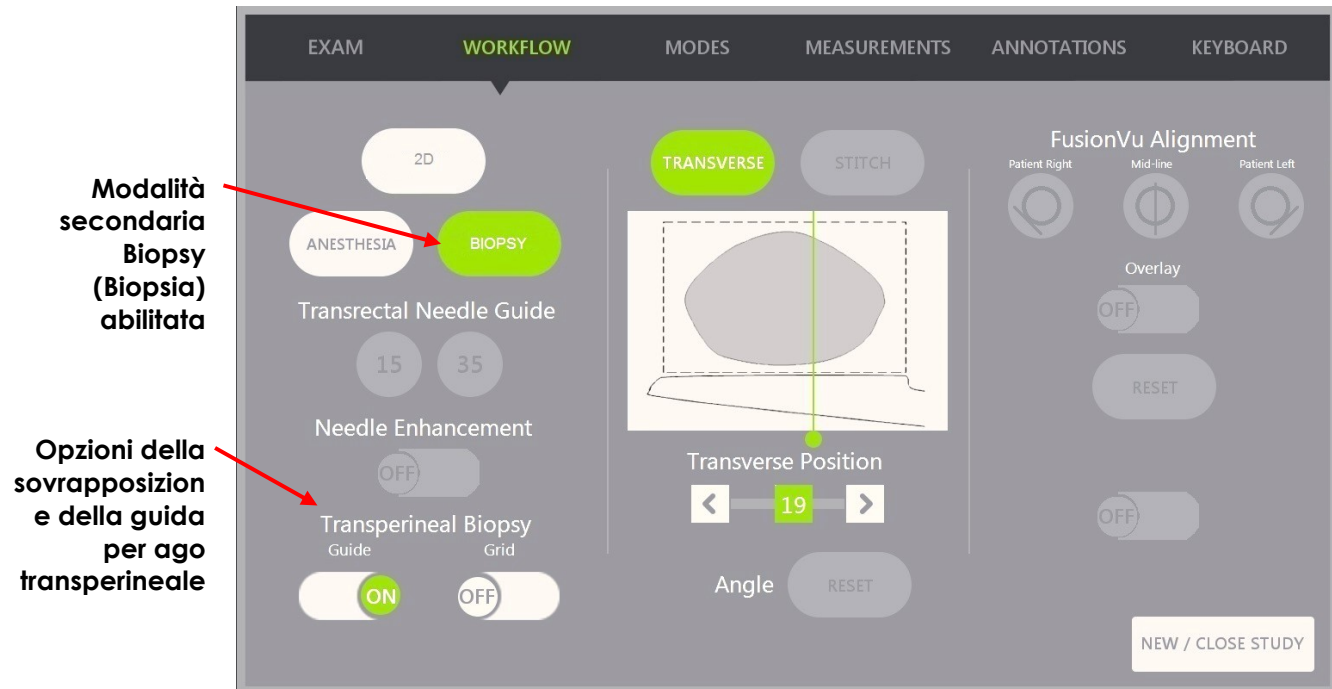 EXAM WORKFLOW MODES MEASUREMENTS ANNOTATIONS KEYBOARD
Modalità
secondaria
Biopsy
(Biopsia)
abilitata
Opzioni della
sovrapposizion
e della guida
per ago
transperineale
2D
ANESTHESIA BIOPSY
Transrectal Needle Guide
15 35
Needle Enhancement
OFF
Transperineal Biopsy
Guide Grid
ON OFF
TRANSVERSE STITCH
Transverse Position
< 19 >
Angle RESET
FusionVu Alignment
Patient Right Mid-line Patient Left
Overlay
OFF
RESET
OFF
NEW / CLOSE STUDY